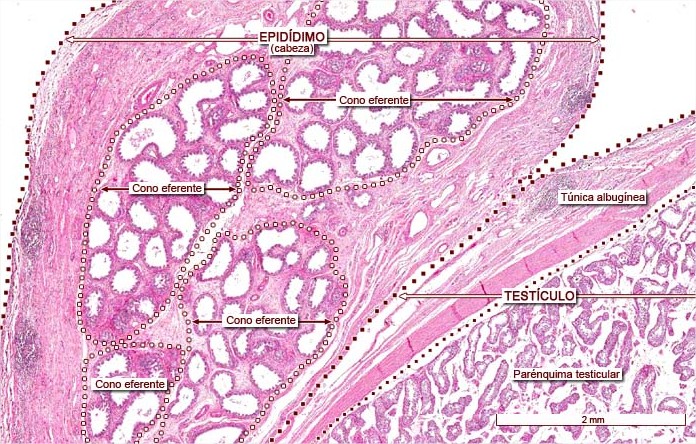 EPIDÍDIMO
(cabeza)
Cono eferente
Cono eferente
Túnica albugínea
TESTÍCULO
Cono eferente
Parénquima testicular
Cono eferente
2 mm